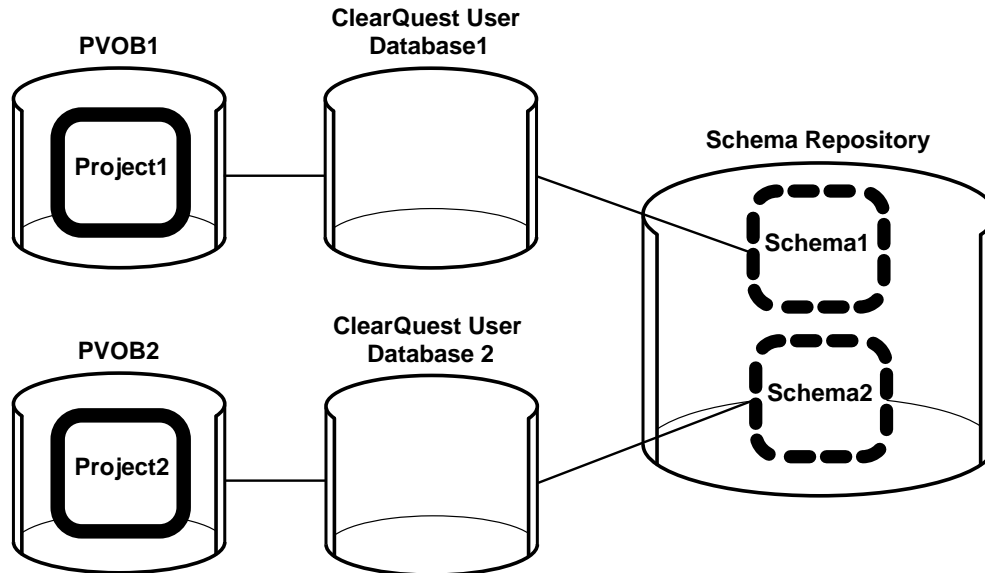 ClearQuest User
Database1
PVOB1
Project1
Schema Repository
Schema1
ClearQuest User
Database 2
PVOB2
Project2
Schema2